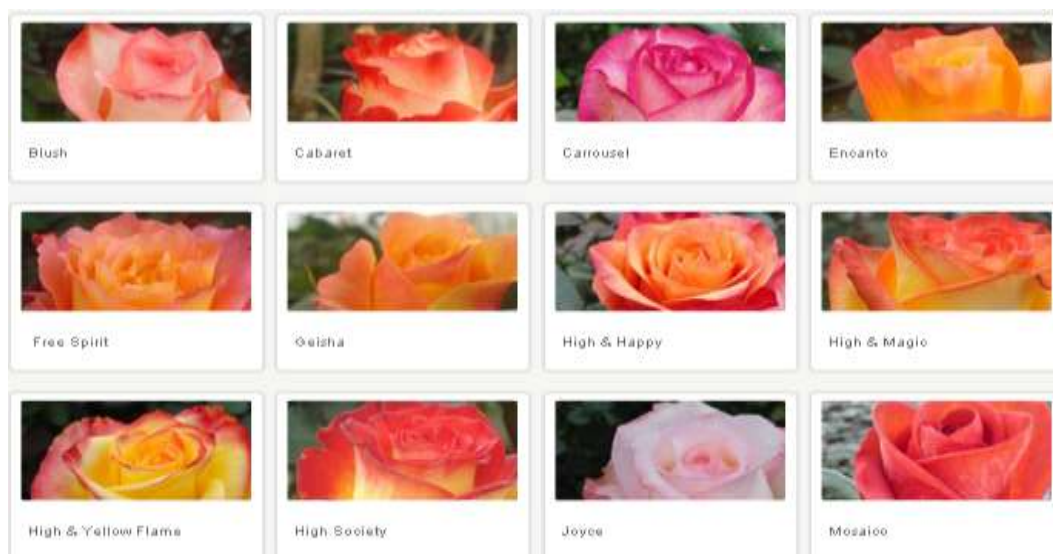 Blush
Cabaret
Carrousel
Encanto
Free Spirit
Geisha
High & Happy
High & Magic
High & Yellow Flame
High Society
Joyce
Mosaico